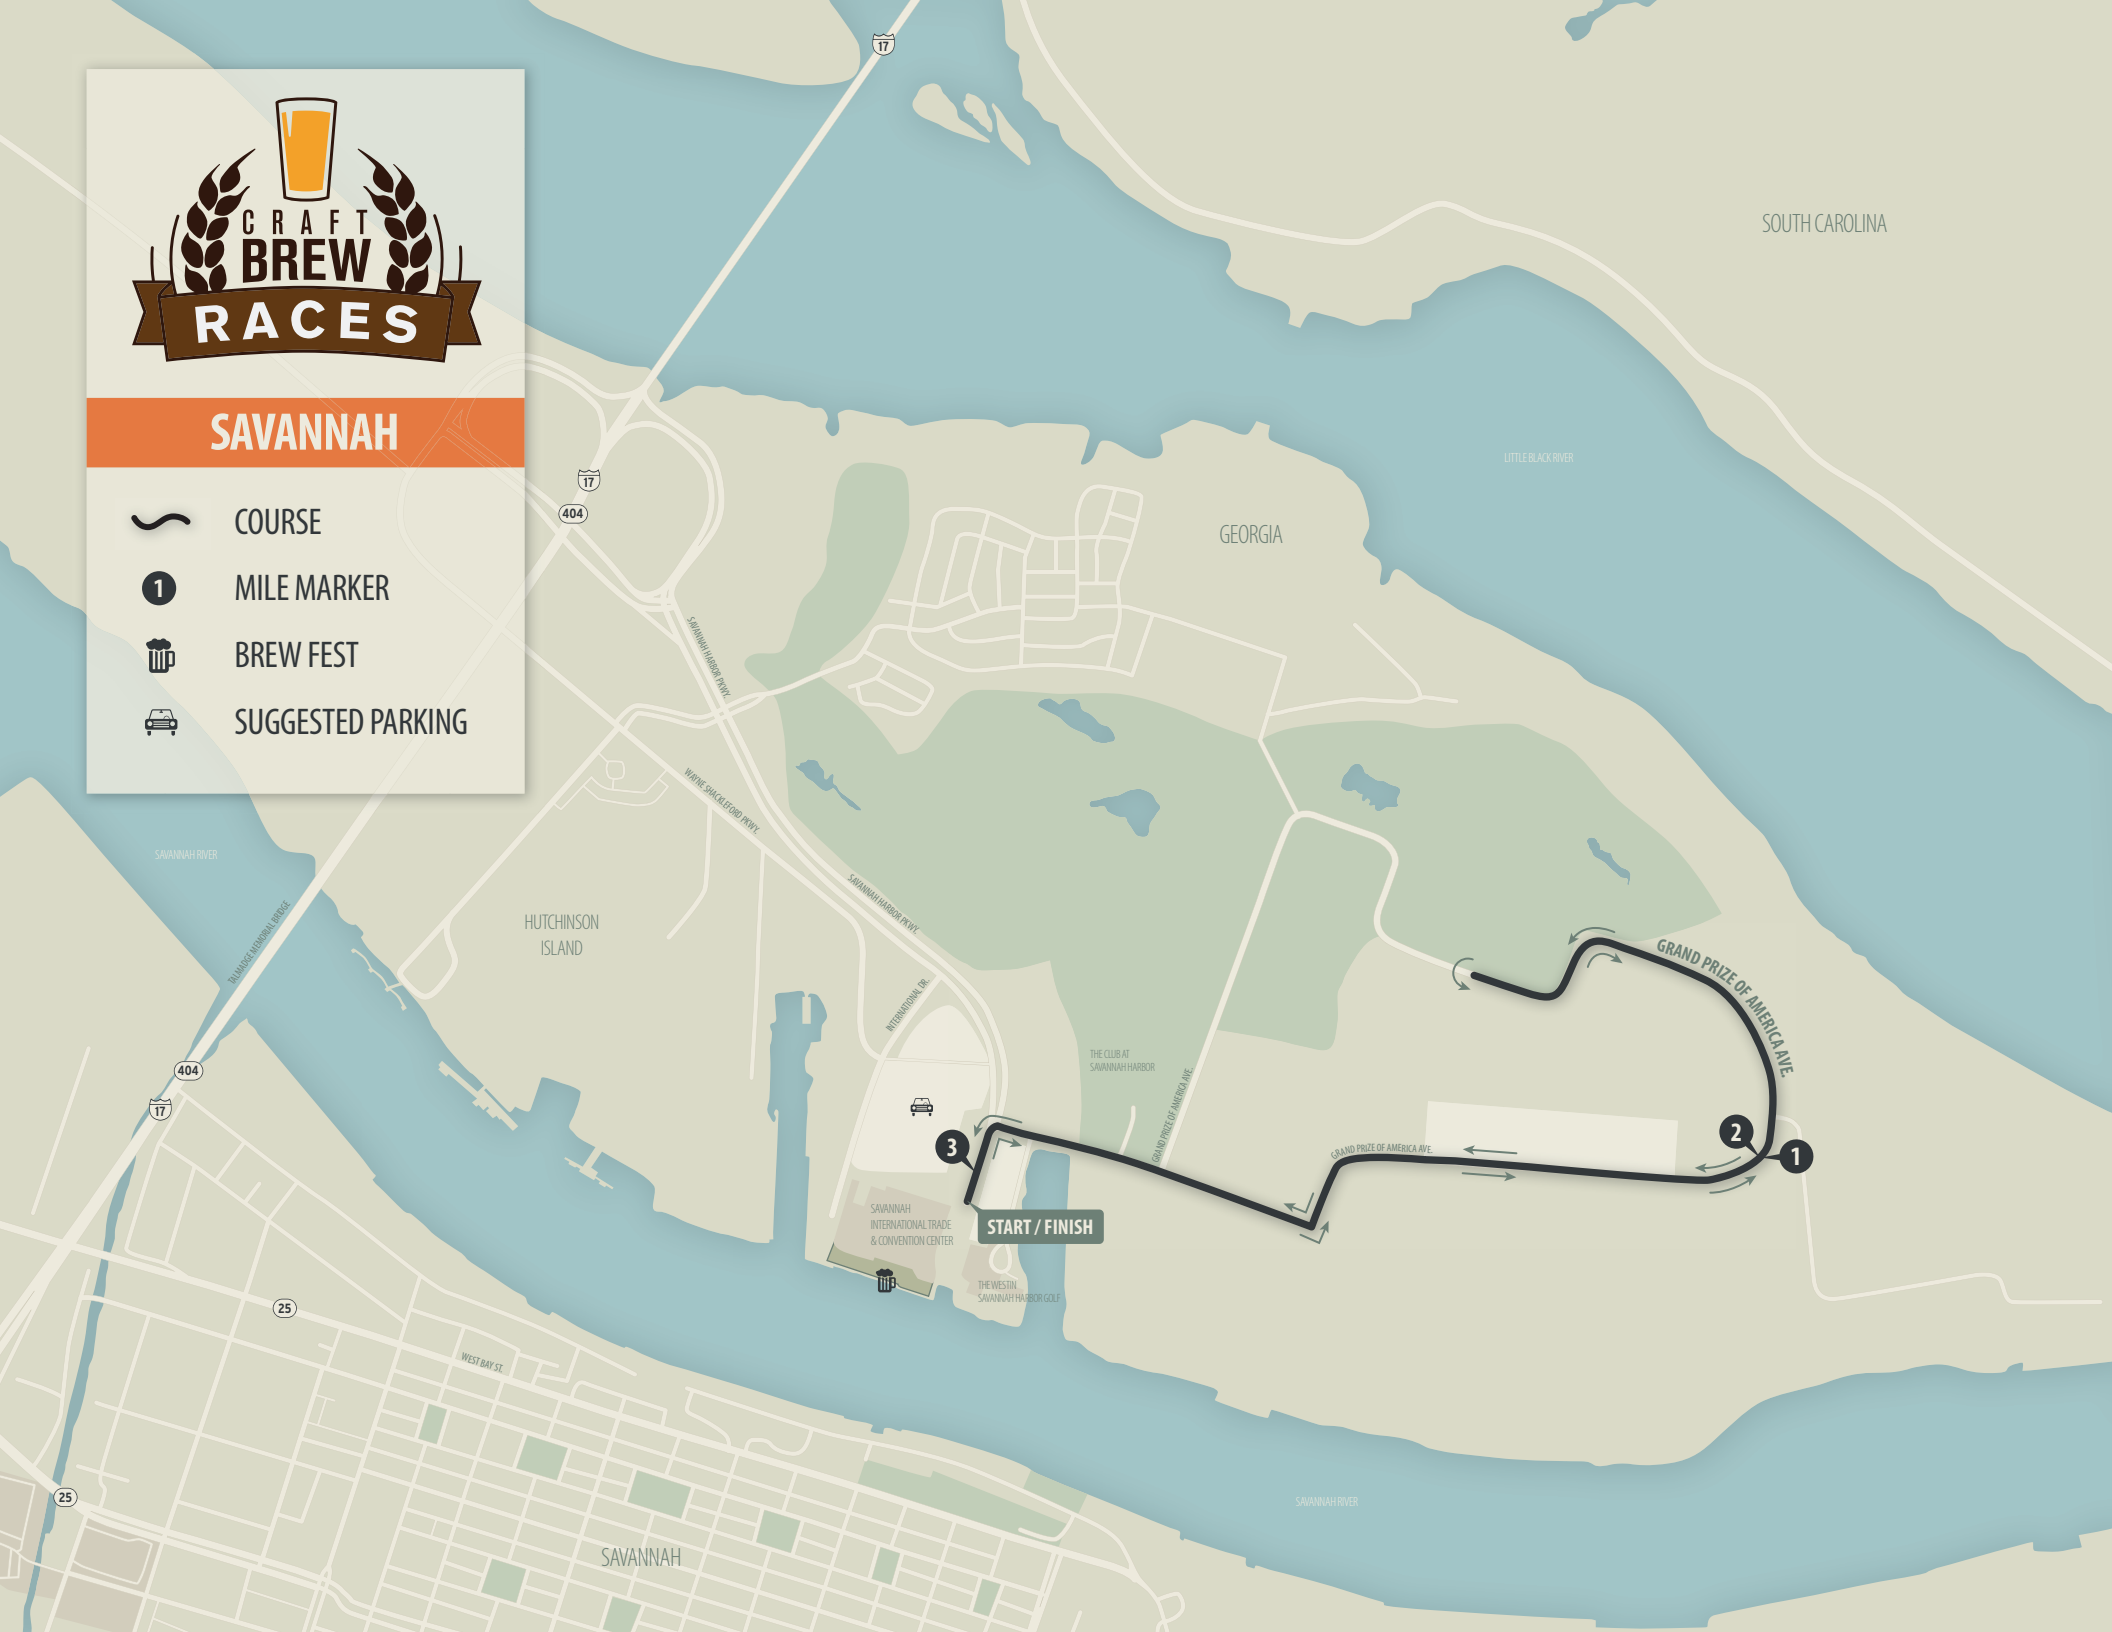 CRAFT
BREW
RACES
SAVANNAH
COURSE
1
MILE MARKER
BREW FEST
SUGGESTED PARKING
17
SOUTH CAROLINA
LITTLE BLACK RIVER
17
404
GEORGIA
SAVANNAH HARBOR PKWY.
WAYNE SHACKLEFORD PKWY.
SAVANNAH RIVER
SAVANNAH HARBOR PKWY.
TALMADGE MEMORIAL BRIDGE
HUTCHINSON
ISLAND
INTERNATIONAL DR.
GRAND PRIZE OF AMERICA AVE.
THE CLUB AT
SAVANNAH HARBOR
404
17
GRAND PRIZE OF AMERICA AVE.
GRAND PRIZE OF AMERICA AVE.
3
2
1
SAVANNAH
INTERNATIONAL TRADE
& CONVENTION CENTER
START / FINISH
THE WESTIN
SAVANNAH HARBOR GOLF
25
WEST BAY ST.
25
SAVANNAH RIVER
SAVANNAH